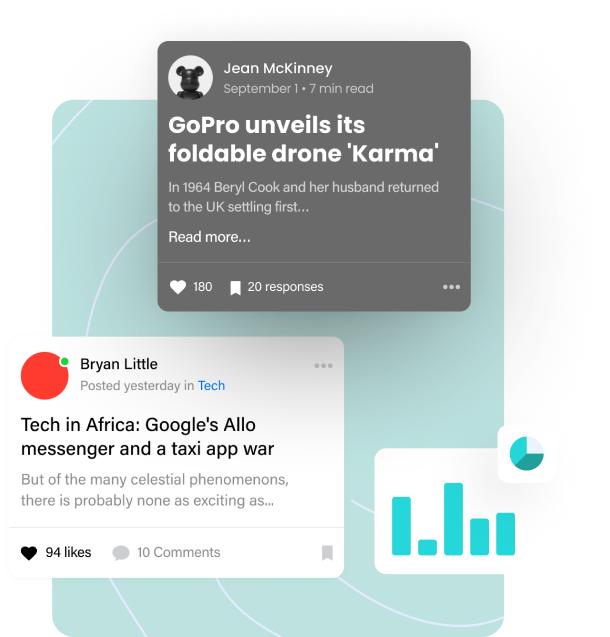 Jean McKinney
September 1 • 7 min read
GoPro unveils its
foldable drone 'Karma'
In 1964 Beryl Cook and her husband returned
to the UK settling first...
Read more...
180 20 responses
Bryan Little
Posted yesterday in Tech
Tech in Africa: Google's Allo
messenger and a taxi app war
But of the many celestial phenomenons,
there is probably none as exciting as...
94 likes 10 Comments